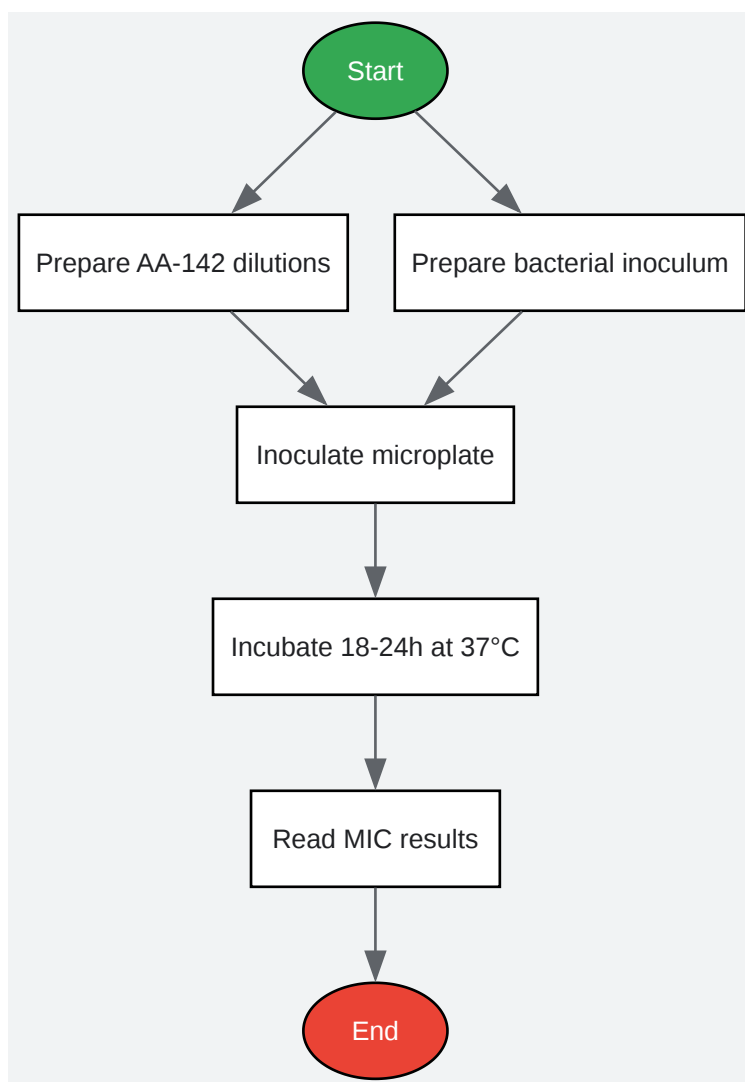 Start
Prepare AA-142 dilutions
Prepare bacterial inoculum
Inoculate microplate
Incubate 18-24h at 37°C
Read MIC results
End